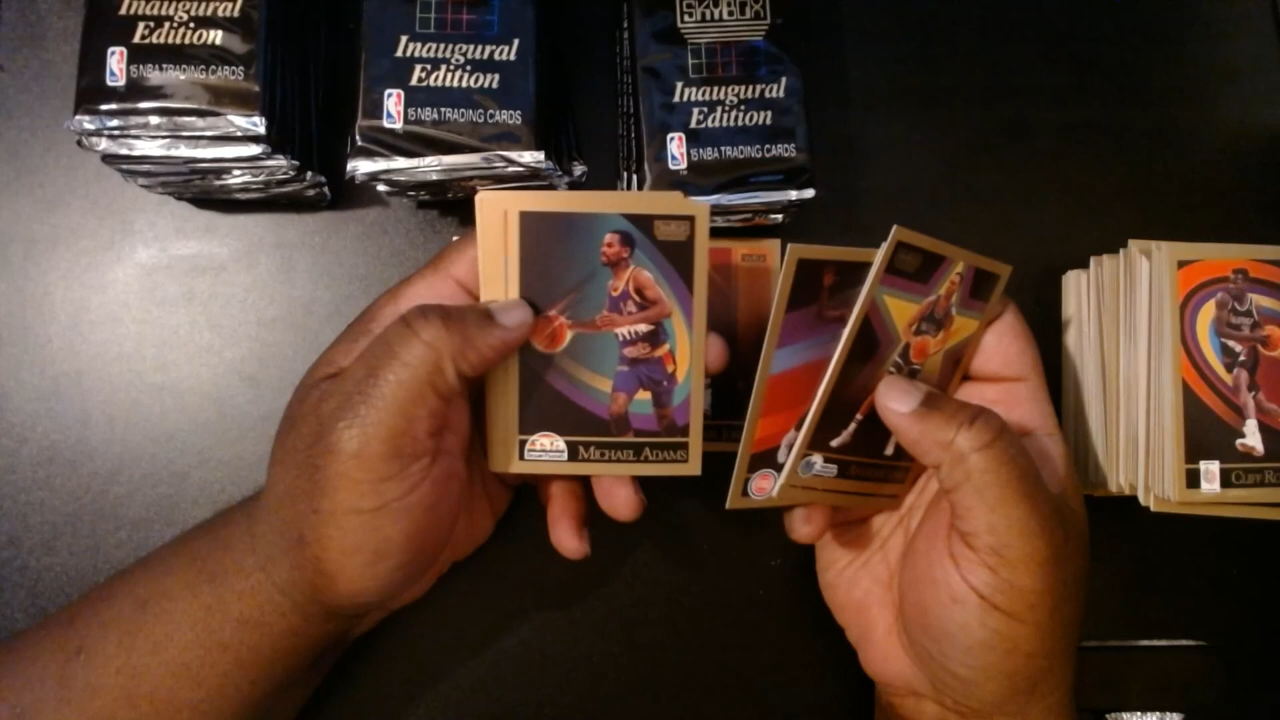 Inaugural
Edition
15 NBA TRADING CARDS
Inaugural
Edition
15 NBA TRADING CARDS
SKYBOX
Inaugural
Edition
15 NBA TRADING CARDS
MICHAEL ADAMS
CLIFF